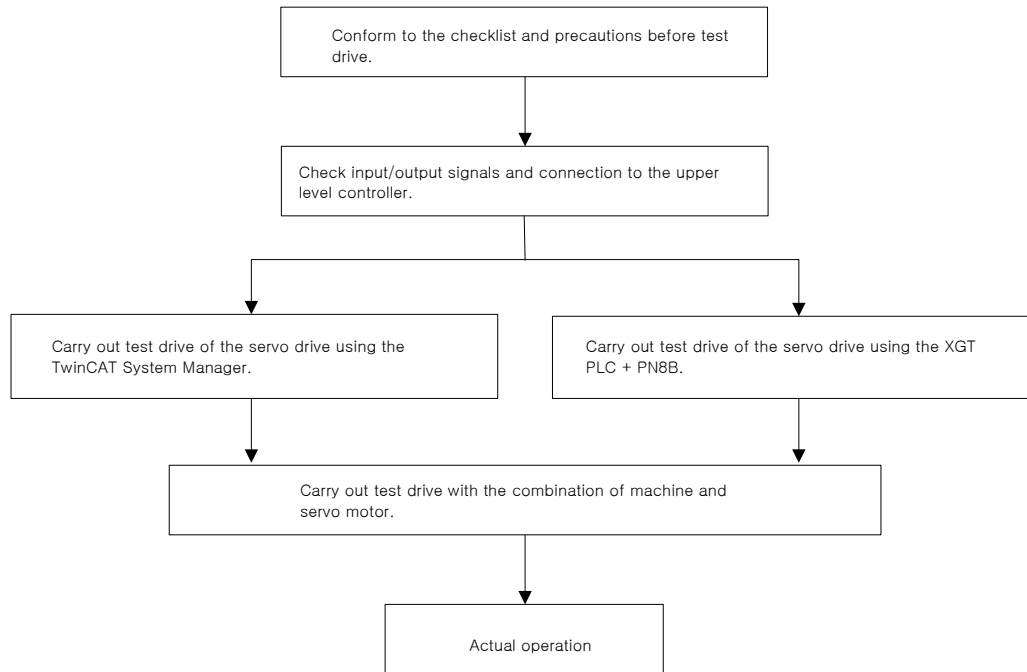 Conform to the checklist and precautions before test
drive.
Check input/output signals and connection to the upper
level controller.
Carry out test drive of the servo drive using the
TwinCAT System Manager.
Carry out test drive of the servo drive using the XGT
PLC + PN8B.
Carry out test drive with the combination of machine and
servo motor.
Actual operation